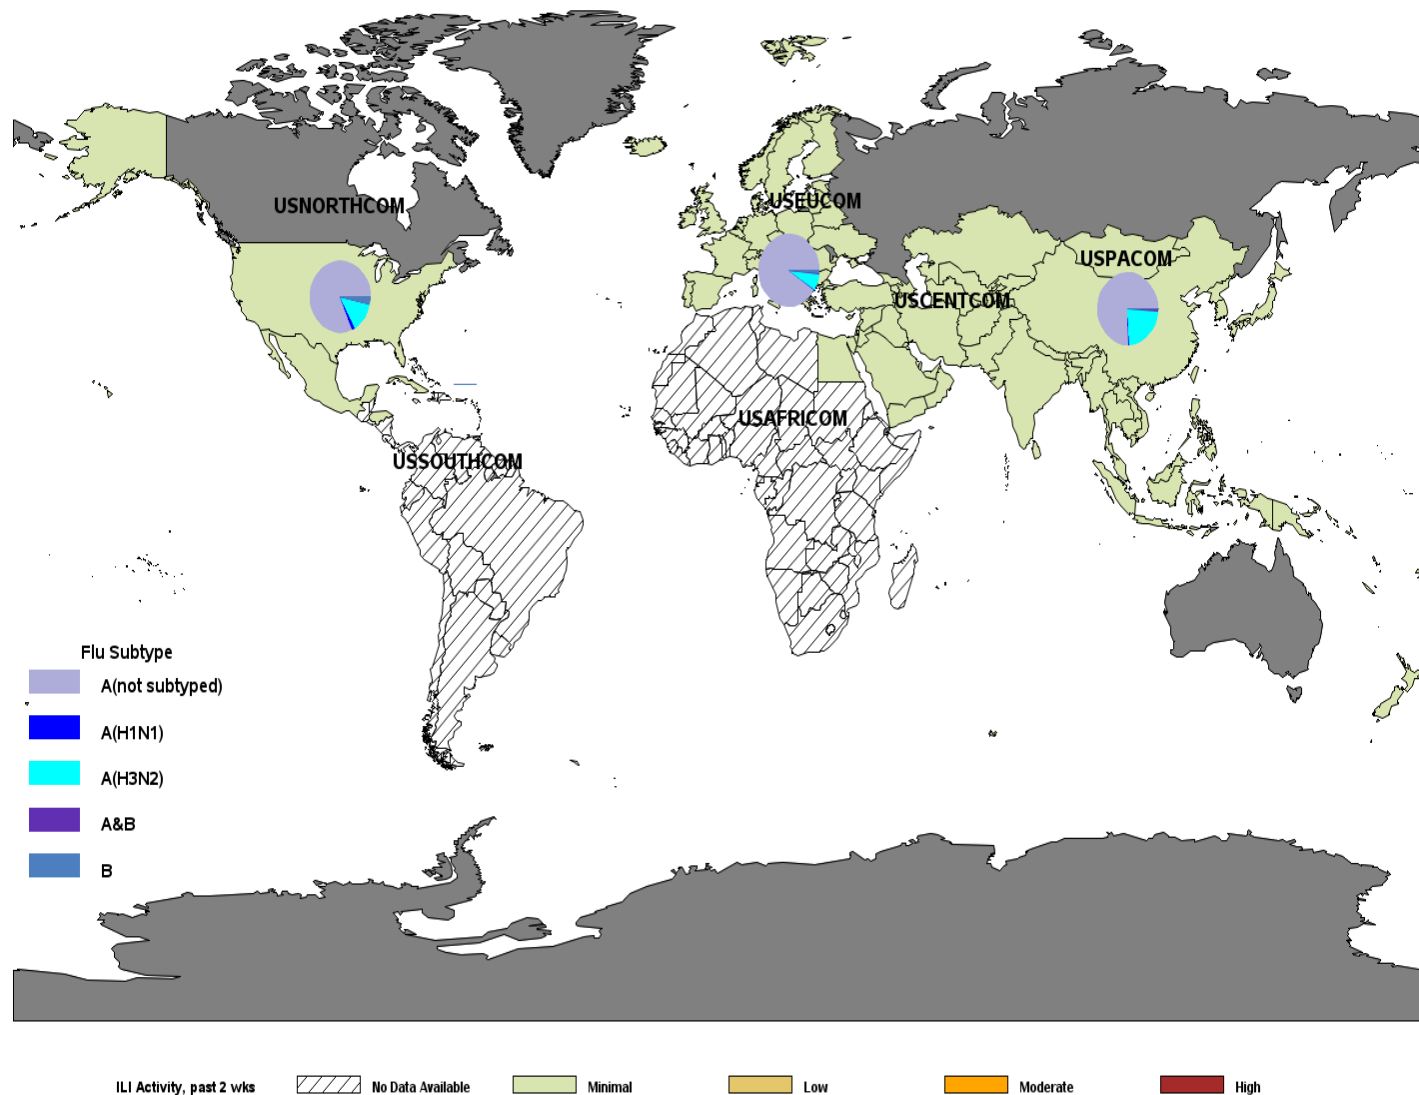 USNORTHCOM
USEUCOM
USPACOM
USCENTCOM
USAFRICOM
USSOUTHCOM
Flu Subtype
A(not subtyped)
A(H1N1)
A(H3N2)
A&B
B
ILI Activity, past 2 wks No Data Available Minimal Low Moderate High